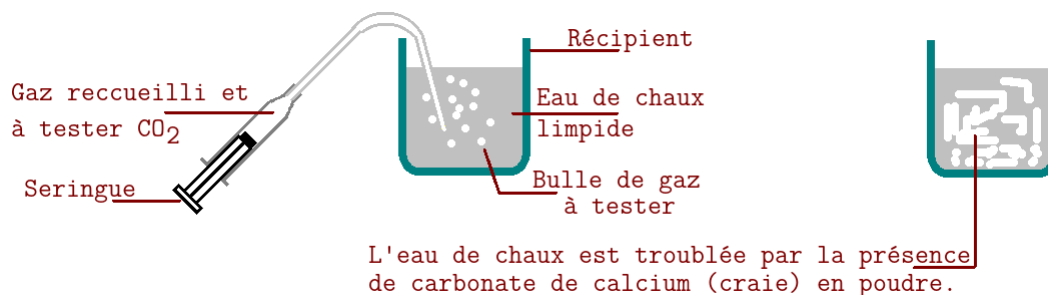 Récipient
Gaz reccueilli et
à tester CO₂
Eau de chaux
limpide
Seringue
Bulle de gaz
à tester
L'eau de chaux est troublée par la présence
de carbonate de calcium (craie) en poudre.